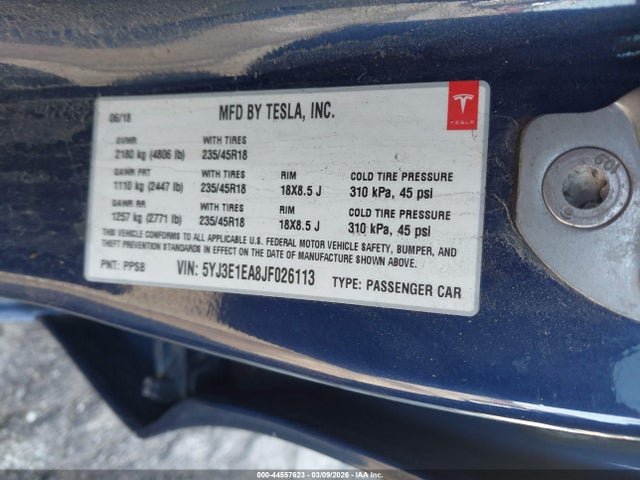 06/18 MFD BY TESLA, INC.
TESLA
GVWR WITH TIRES
2180 kg (4806 lb) 235/45R18
GAWR FRT WITH TIRES RIM COLD TIRE PRESSURE
1110 kg (2447 lb) 235/45R18 18X8.5 J 310 kPa, 45 psi
GAWR RR WITH TIRES RIM COLD TIRE PRESSURE
1257 kg (2771 lb) 235/45R18 18X8.5 J 310 kPa, 45 psi
THIS VEHICLE CONFORMS TO ALL APPLICABLE U.S. FEDERAL MOTOR VEHICLE SAFETY, BUMPER, AND
THEFT PREVENTION STANDARDS IN EFFECT ON THE DATE OF MANUFACTURE SHOWN ABOVE.
PNT: PPSB VIN: 5YJ3E1EA8JF026113 TYPE: PASSENGER CAR
000-44557623 - 03/09/2026 - IAAI.COM